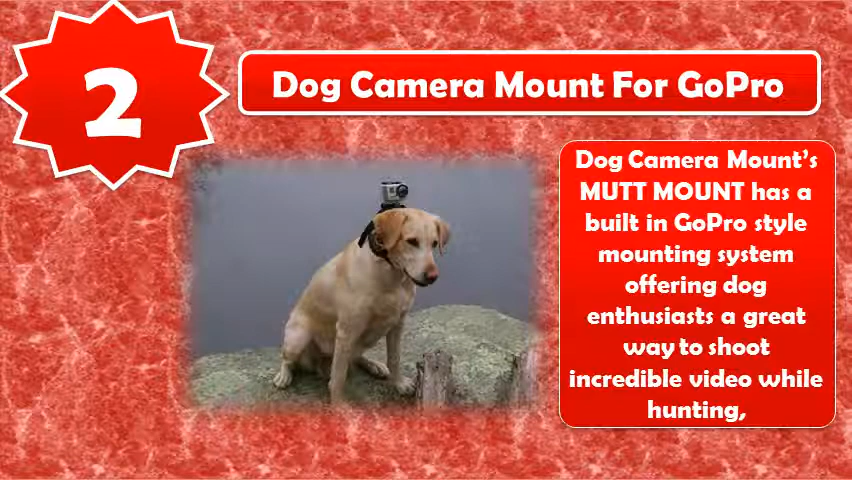 2
Dog Camera Mount For GoPro
Dog Camera Mount’s
MUTT MOUNT has a
built in GoPro style
mounting system
offering dog
enthusiasts a great
way to shoot
incredible video while
hunting,